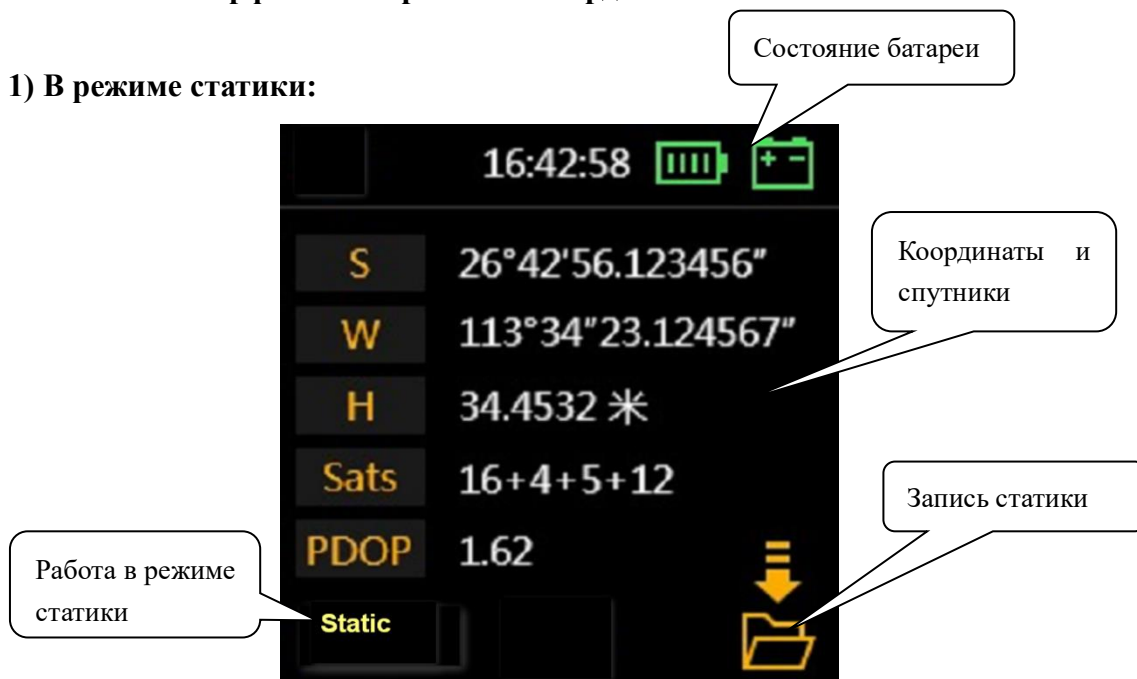 Состояние батареи
1) В режиме статики:
16:42:58
S 26°42'56.123456"
Координаты и
спутники
W 113°34"23.124567"
H 34.4532
Sats 16+4+5+12
Запись статики
PDOP 1.62
Работа в режиме
статики
Static